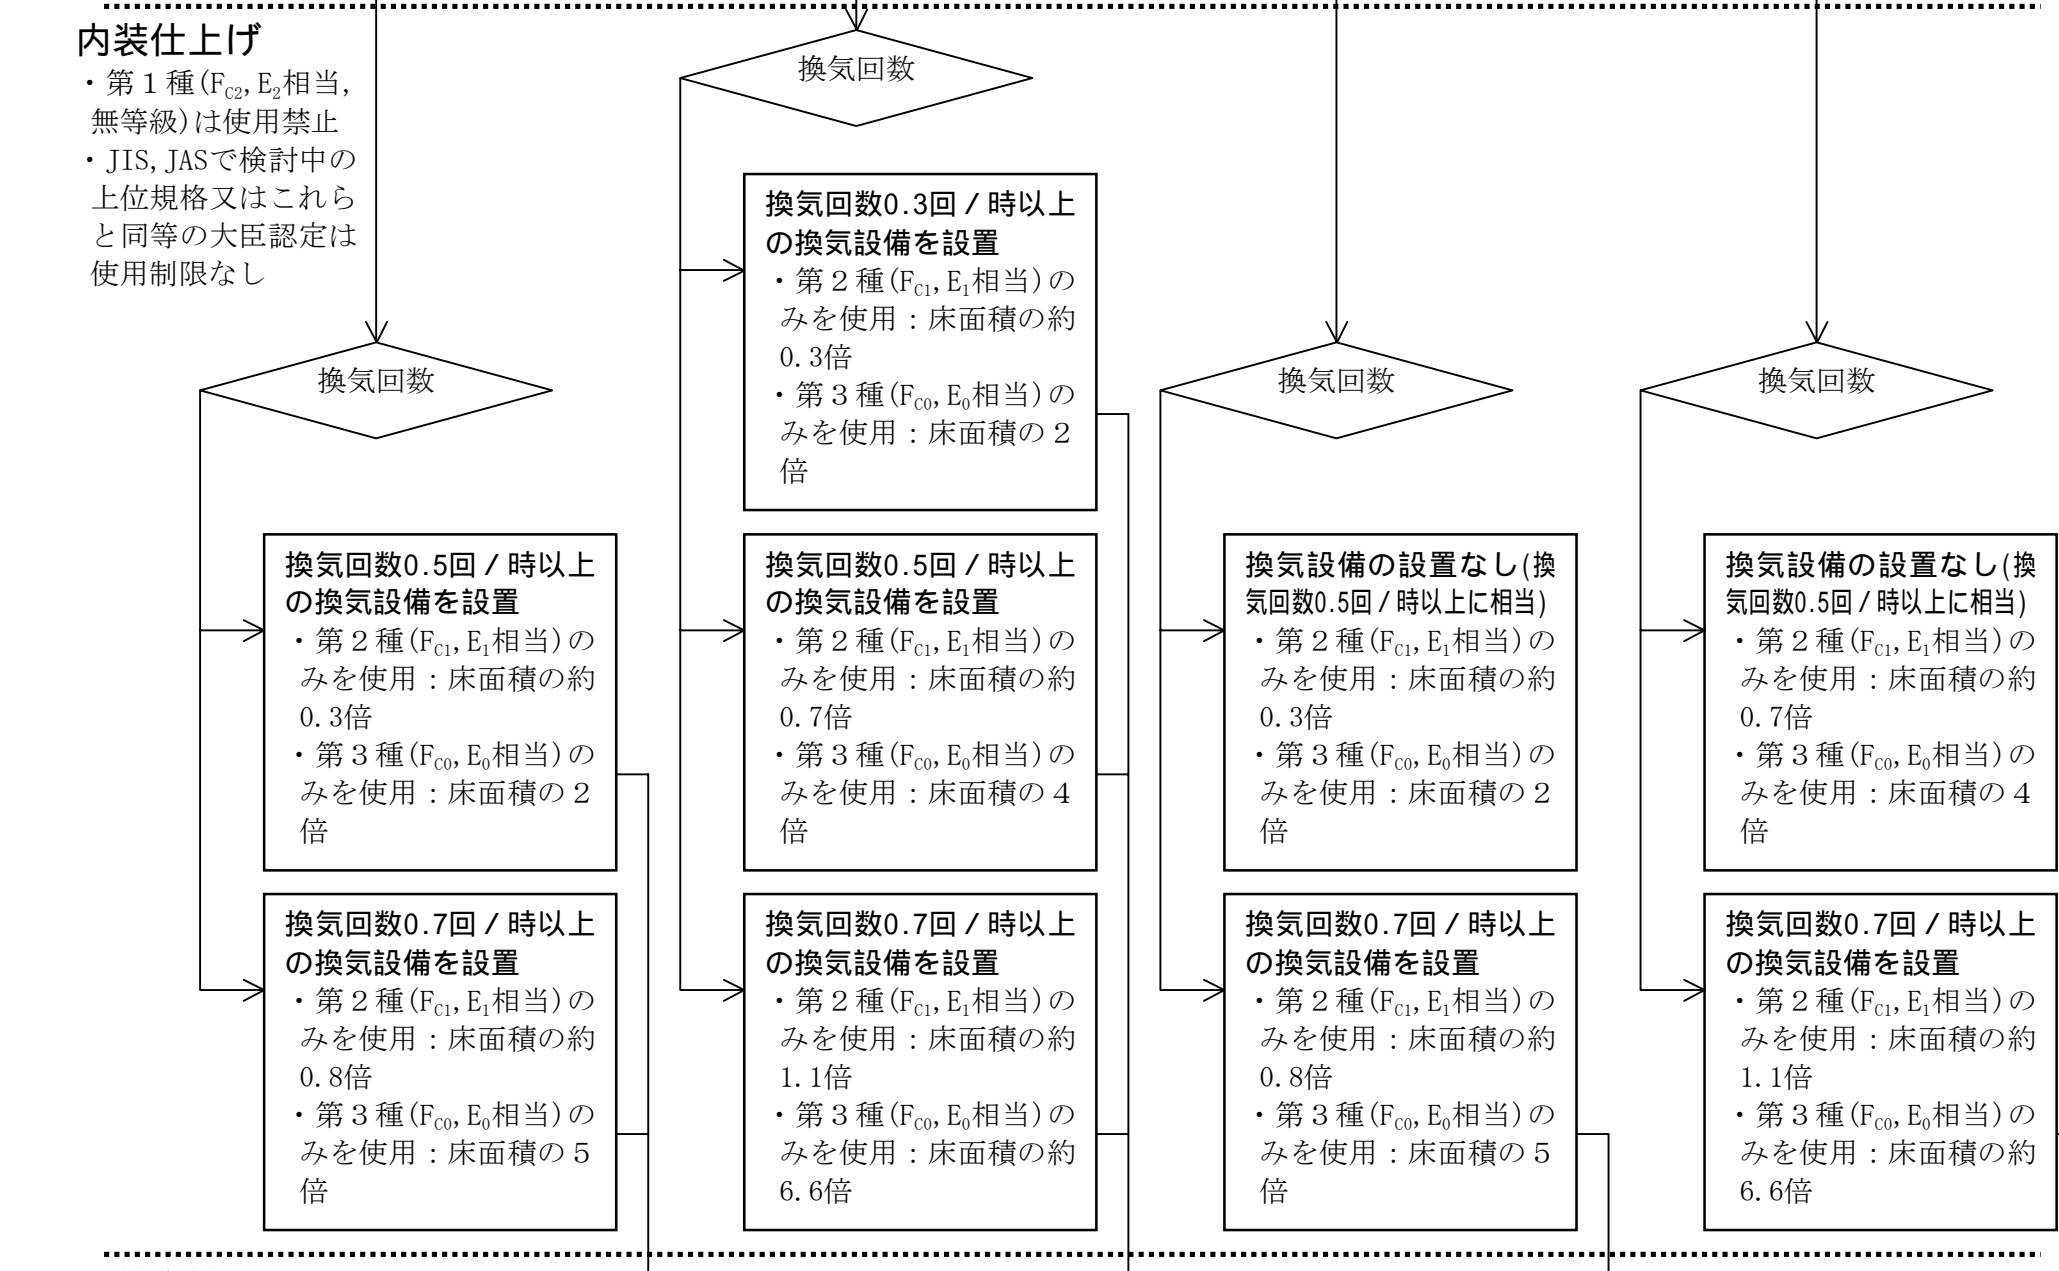 内装仕上げ
・第１種(FC2,E2相当,
無等級)は使用禁止
・JIS,JASで検討中の
上位規格又はこれら
と同等の大臣認定は
使用制限なし
換気回数
換気回数0.5回／時以上
の換気設備を設置
・第２種(FC1,E1相当)の
みを使用：床面積の約
0.3倍
・第３種(FC0,E0相当)の
みを使用：床面積の２
倍
換気回数0.7回／時以上
の換気設備を設置
・第２種(FC1,E1相当)の
みを使用：床面積の約
0.8倍
・第３種(FC0,E0相当)の
みを使用：床面積の５
倍
換気回数
換気回数0.3回／時以上
の換気設備を設置
・第２種(FC1,E1相当)の
みを使用：床面積の約
0.3倍
・第３種(FC0,E0相当)の
みを使用：床面積の２
倍
換気回数0.5回／時以上
の換気設備を設置
・第２種(FC1,E1相当)の
みを使用：床面積の約
0.7倍
・第３種(FC0,E0相当)の
みを使用：床面積の４
倍
換気回数0.7回／時以上
の換気設備を設置
・第２種(FC1,E1相当)の
みを使用：床面積の約
1.1倍
・第３種(FC0,E0相当)の
みを使用：床面積の約
6.6倍
換気回数
換気設備の設置なし(換
気回数0.5回／時以上に相当)
・第２種(FC1,E1相当)の
みを使用：床面積の約
0.3倍
・第３種(FC0,E0相当)の
みを使用：床面積の２
倍
換気回数0.7回／時以上
の換気設備を設置
・第２種(FC1,E1相当)の
みを使用：床面積の約
0.8倍
・第３種(FC0,E0相当)の
みを使用：床面積の５
倍
換気回数
換気設備の設置なし(換
気回数0.5回／時以上に相当)
・第２種(FC1,E1相当)の
みを使用：床面積の約
0.7倍
・第３種(FC0,E0相当)の
みを使用：床面積の４
倍
換気回数0.7回／時以上
の換気設備を設置
・第２種(FC1,E1相当)の
みを使用：床面積の約
1.1倍
・第３種(FC0,E0相当)の
みを使用：床面積の約
6.6倍